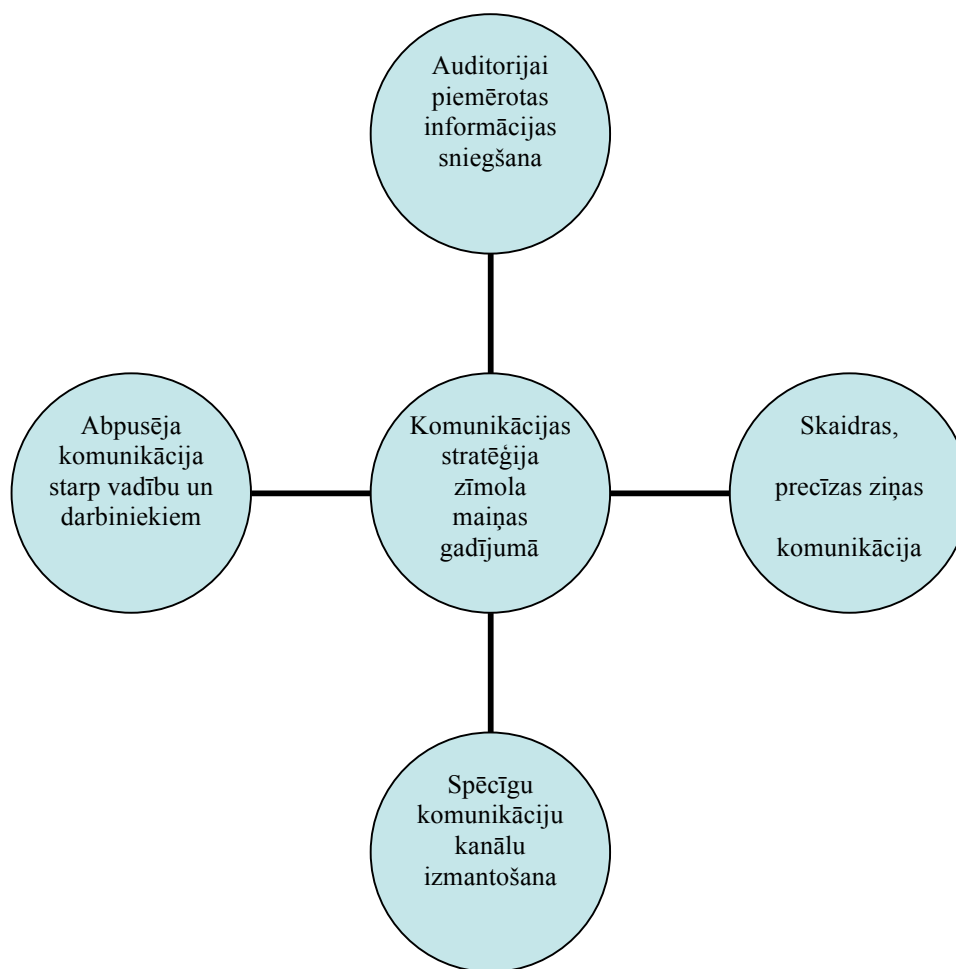 Auditorijai
piemērotas
informācijas
sniegšana
Abpusēja
komunikācija
starp vadību un
darbiniekiem
Komunikācijas
stratēģija
zīmola
maiņas
gadījumā
Skaidras,
precīzas ziņas
komunikācija
Spēcīgu
komunikāciju
kanālu
izmantošana